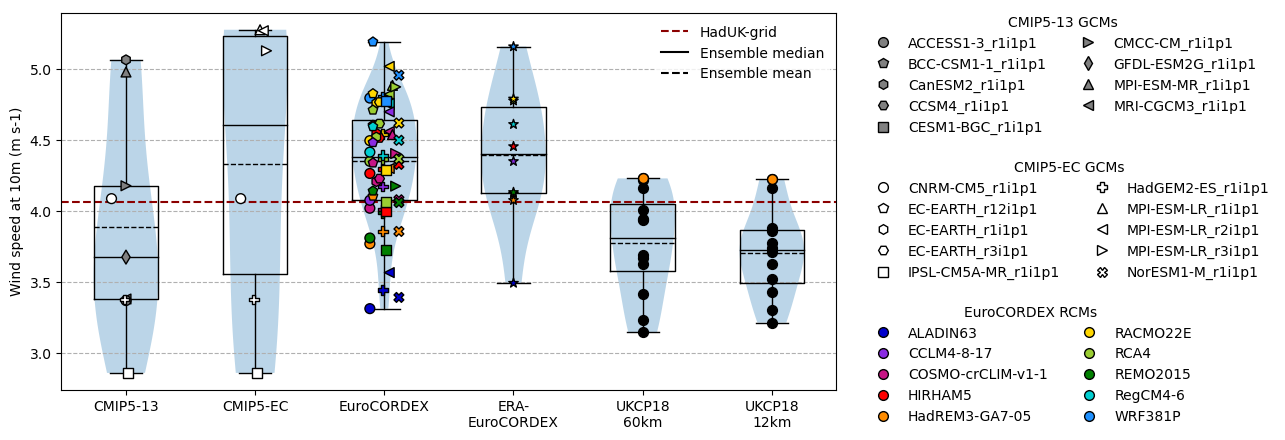 Wind speed at 10m (m s-1)
5.0
4.5
4.0
3.5
3.0
CMIP5-13
CMIP5-EC
EuroCORDEX
ERA-
EuroCORDEX
UKCP18
60km
UKCP18
12km
HadUK-grid
Ensemble median
Ensemble mean
CMIP5-13 GCMs
ACCESS1-3_r1i1p1
BCC-CSM1-1_r1i1p1
CanESM2_r1i1p1
CCSM4_r1i1p1
CESM1-BGC_r1i1p1
CMCC-CM_r1i1p1
GFDL-ESM2G_r1i1p1
MPI-ESM-MR_r1i1p1
MRI-CGCM3_r1i1p1
CMIP5-EC GCMs
CNRM-CM5_r1i1p1
EC-EARTH_r12i1p1
EC-EARTH_r1i1p1
EC-EARTH_r3i1p1
IPSL-CM5A-MR_r1i1p1
HadGEM2-ES_r1i1p1
MPI-ESM-LR_r1i1p1
MPI-ESM-LR_r2i1p1
MPI-ESM-LR_r3i1p1
NorESM1-M_r1i1p1
EuroCORDEX RCMs
ALADIN63
CCLM4-8-17
COSMO-crCLIM-v1-1
HIRHAM5
HadREM3-GA7-05
RACMO22E
RCA4
REMO2015
RegCM4-6
WRF381P